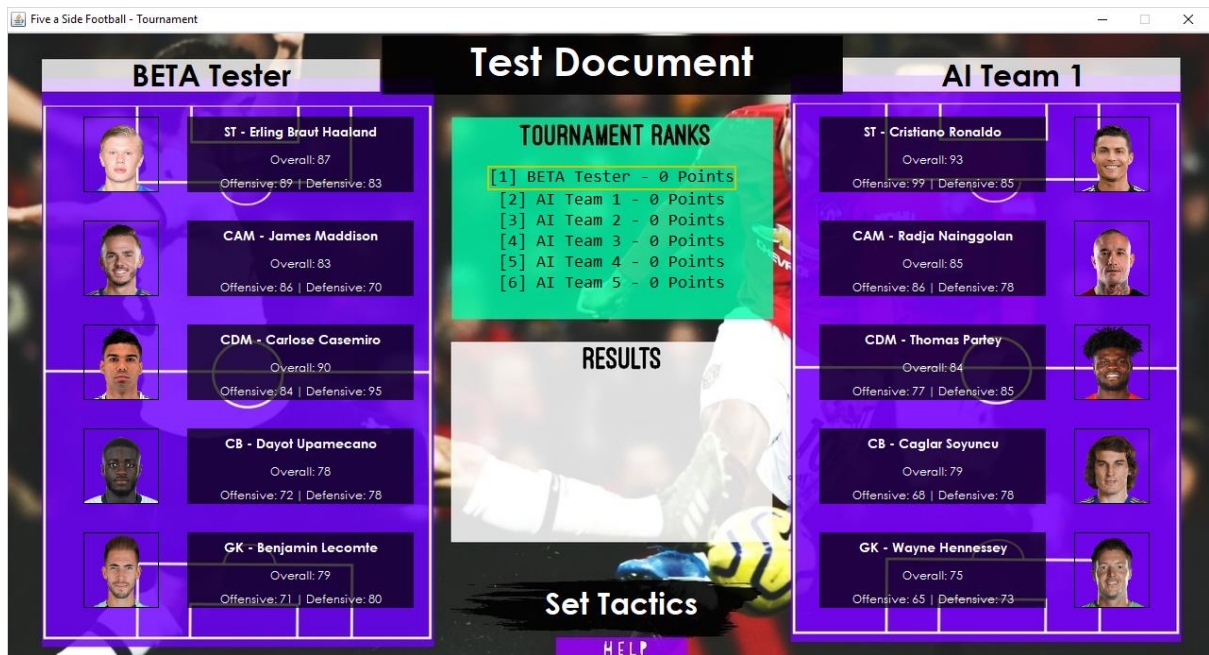 Five a Side Football - Tournament
Test Document
BETA Tester
ST - Erling Braut Haaland
Overall: 87
Offensive: 89 | Defensive: 83
CAM - James Maddison
Overall: 83
Offensive: 86 | Defensive: 70
CDM - Carlose Casemiro
Overall: 90
Offensive: 84 | Defensive: 95
CB - Dayot Upamecano
Overall: 78
Offensive: 72 | Defensive: 78
GK - Benjamin Lecomte
Overall: 79
Offensive: 71 | Defensive: 80
TOURNAMENT RANKS
[1] BETA Tester - 0 Points
[2] AI Team 1 - 0 Points
[3] AI Team 2 - 0 Points
[4] AI Team 3 - 0 Points
[5] AI Team 4 - 0 Points
[6] AI Team 5 - 0 Points
RESULTS
Set Tactics
HELP
AI Team 1
ST - Cristiano Ronaldo
Overall: 93
Offensive: 99 | Defensive: 85
CAM - Radja Nainggolan
Overall: 85
Offensive: 86 | Defensive: 78
CDM - Thomas Partey
Overall: 84
Offensive: 77 | Defensive: 85
CB - Caglar Soyuncu
Overall: 79
Offensive: 68 | Defensive: 78
GK - Wayne Hennessey
Overall: 75
Offensive: 65 | Defensive: 73
CHEVR